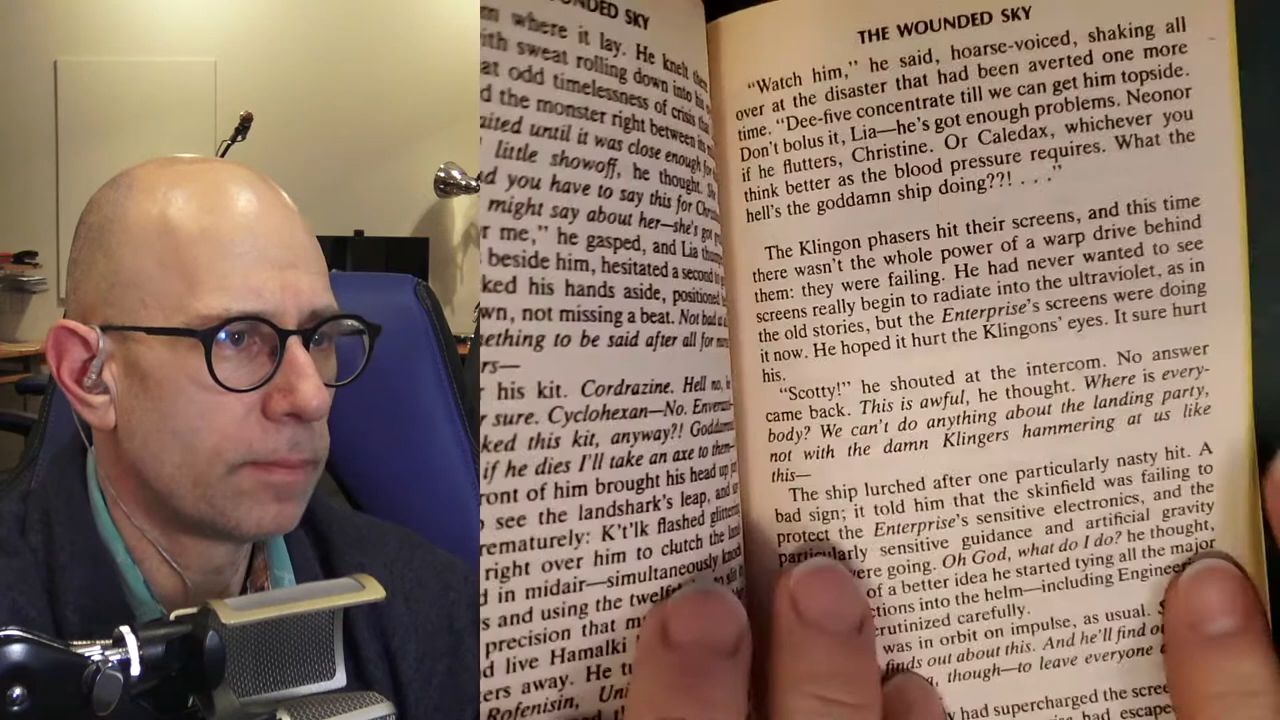 WOUNDED SKY
where it lay. He knelt
with sweat rolling down into his
at odd timelessness of crisis
the monster right between its
waited until it was close enough for
little showoff, he thought.
you have to say this for
might say about her—she's got
me," he gasped, and Lia
beside him, hesitated a second
his hands aside, positioned
not missing a beat. Not bad
something to be said after all for
his kit. Cordrazine. Hell no,
sure. Cyclohexan—No.
this kit, anyway?!
if he dies I'll take an axe to them—
front of him brought his head up
see the landshark's leap, and
prematurely: K't'lk flashed
right over him to clutch the
in midair—simultaneously
and using the
precision that
live Hamalki
away. He
Rofenisin,
THE WOUNDED SKY
"Watch him," he said, hoarse-voiced, shaking all
over at the disaster that had been averted one more
time. "Dee-five concentrate till we can get him topside.
Don't bolus it, Lia—he's got enough problems. Neonor
if he flutters, Christine. Or Caledax, whichever you
think better as the blood pressure requires. What the
hell's the goddamn ship doing??! . . ."
The Klingon phasers hit their screens, and this time
there wasn't the whole power of a warp drive behind
them: they were failing. He had never wanted to see
screens really begin to radiate into the ultraviolet, as in
the old stories, but the Enterprise's screens were doing
it now. He hoped it hurt the Klingons' eyes. It sure hurt
his.
"Scotty!" he shouted at the intercom. No answer
came back. This is awful, he thought. Where is every-
body? We can't do anything about the landing party,
not with the damn Klingers hammering at us like
this—
The ship lurched after one particularly nasty hit. A
bad sign; it told him that the skinfield was failing to
protect the Enterprise's sensitive electronics, and the
particularly sensitive guidance and artificial gravity
were going. Oh God, what do I do? he thought,
of a better idea he started tying all the major
into the helm—including
scrutinized carefully.
was in orbit on impulse, as usual.
finds out about this. And he'll find
though—to leave everyone
had supercharged the
had